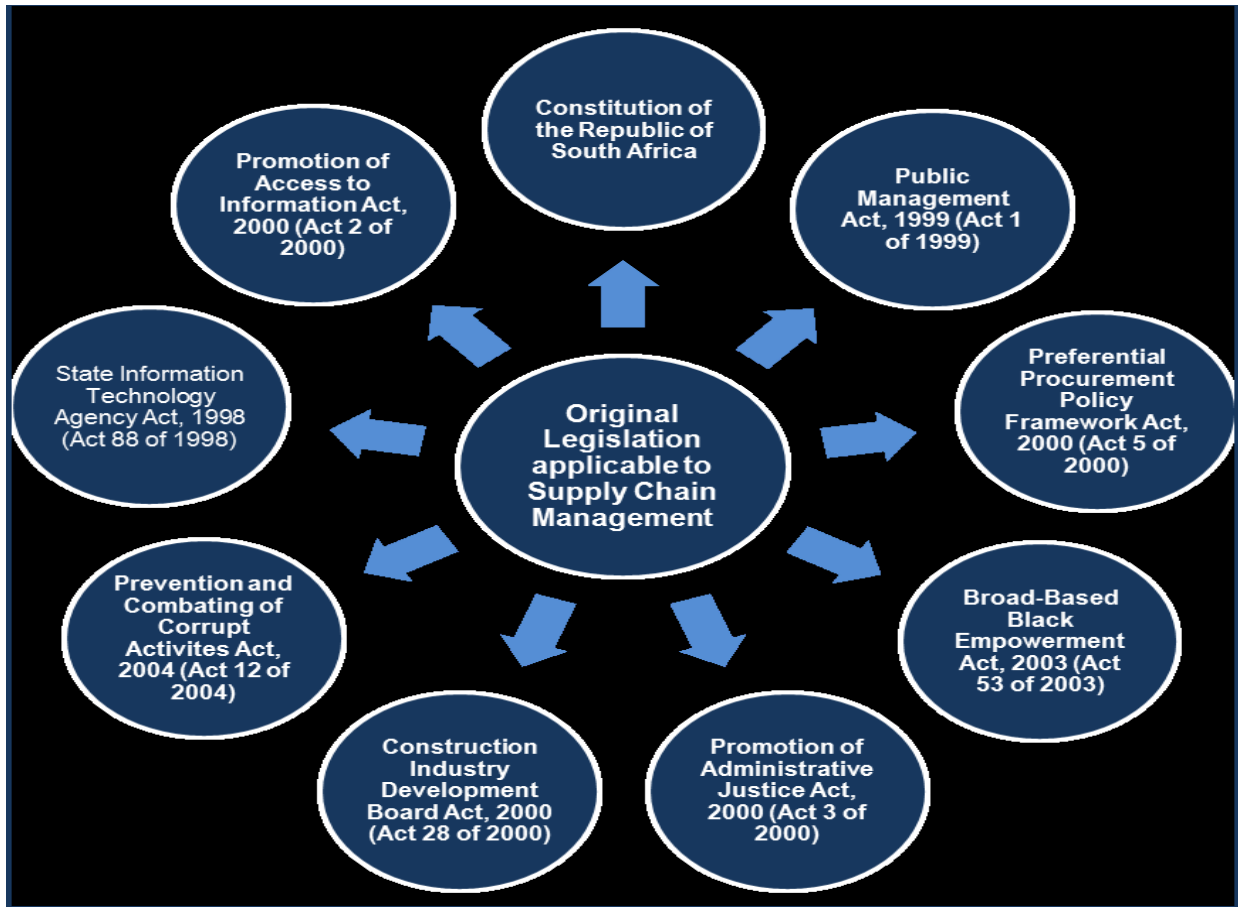 Constitution of
the Republic of
South Africa
Promotion of
Access to
Information Act,
2000 (Act 2 of
2000)
Public
Management
Act, 1999 (Act 1
of 1999)
State Information
Technology
Agency Act, 1998
(Act 88 of 1998)
Original
Legislation
applicable to
Supply Chain
Management
Preferential
Procurement
Policy
Framework Act,
2000 (Act 5 of
2000)
Prevention and
Combating of
Corrupt
Activites Act,
2004 (Act 12 of
2004)
Broad-Based
Black
Empowerment
Act, 2003 (Act
53 of 2003)
Construction
Industry
Development
Board Act, 2000
(Act 28 of 2000)
Promotion of
Administrative
Justice Act,
2000 (Act 3 of
2000)